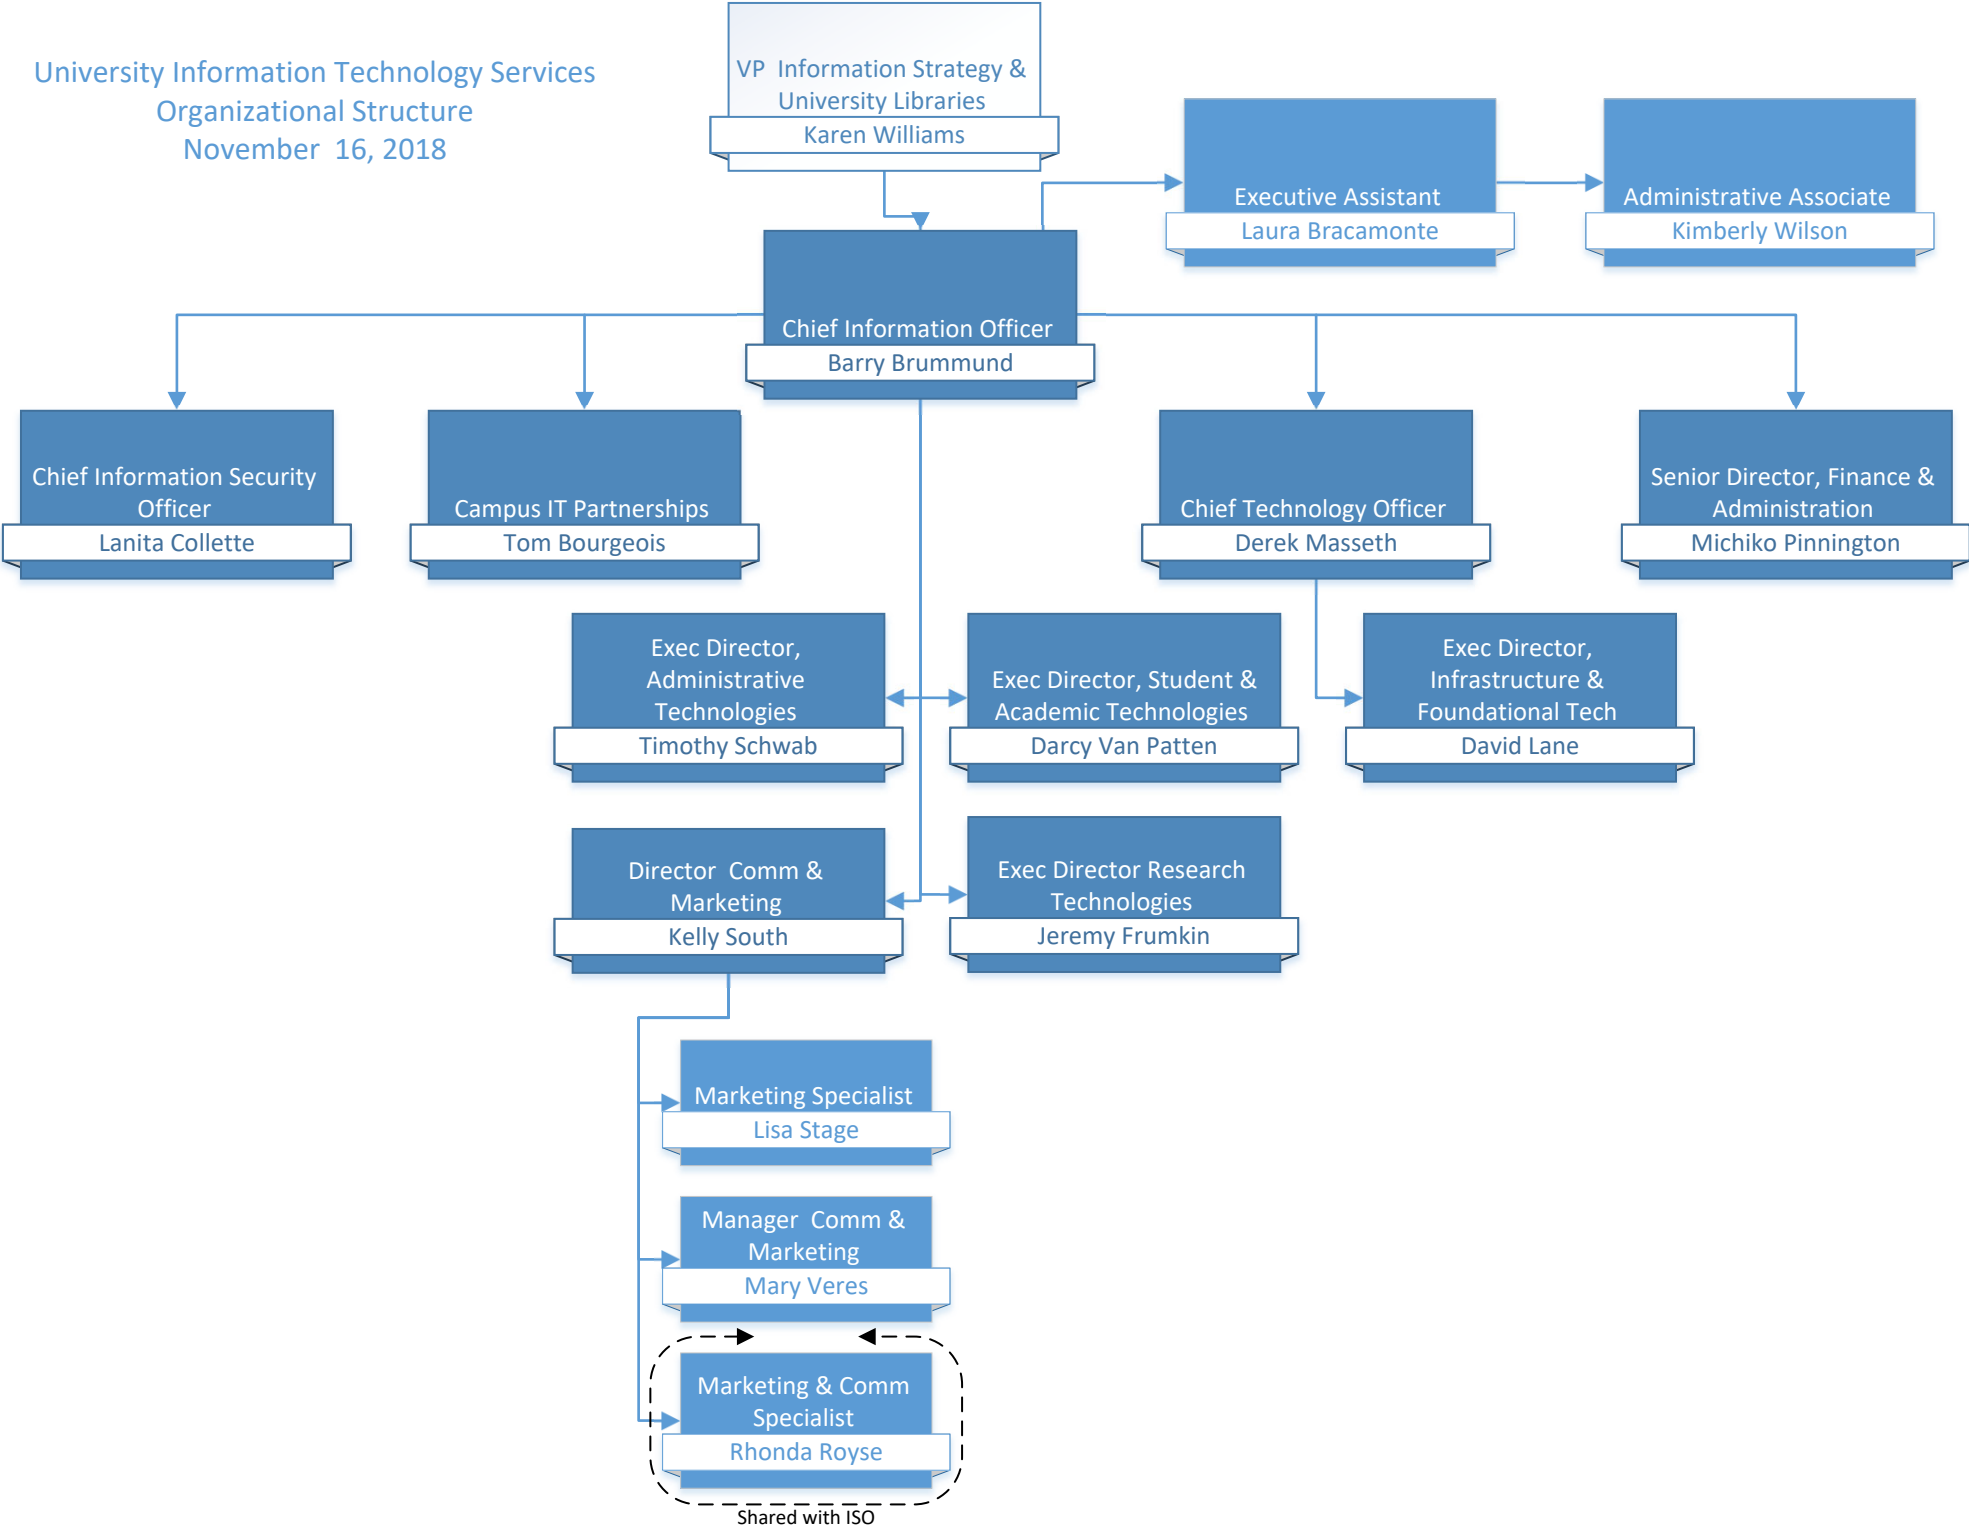 University Information Technology Services
Organizational Structure
November 16, 2018
VP Information Strategy &
University Libraries
Karen Williams
Executive Assistant
Laura Bracamonte
Administrative Associate
Kimberly Wilson
Chief Information Officer
Barry Brummund
Chief Information Security
Officer
Lanita Collette
Campus IT Partnerships
Tom Bourgeois
Chief Technology Officer
Derek Masseth
Senior Director, Finance &
Administration
Michiko Pinnington
Exec Director,
Administrative
Technologies
Timothy Schwab
Exec Director, Student &
Academic Technologies
Darcy Van Patten
Exec Director,
Infrastructure &
Foundational Tech
David Lane
Director Comm &
Marketing
Kelly South
Exec Director Research
Technologies
Jeremy Frumkin
Marketing Specialist
Lisa Stage
Manager Comm &
Marketing
Mary Veres
Marketing & Comm
Specialist
Rhonda Royse
Shared with ISO